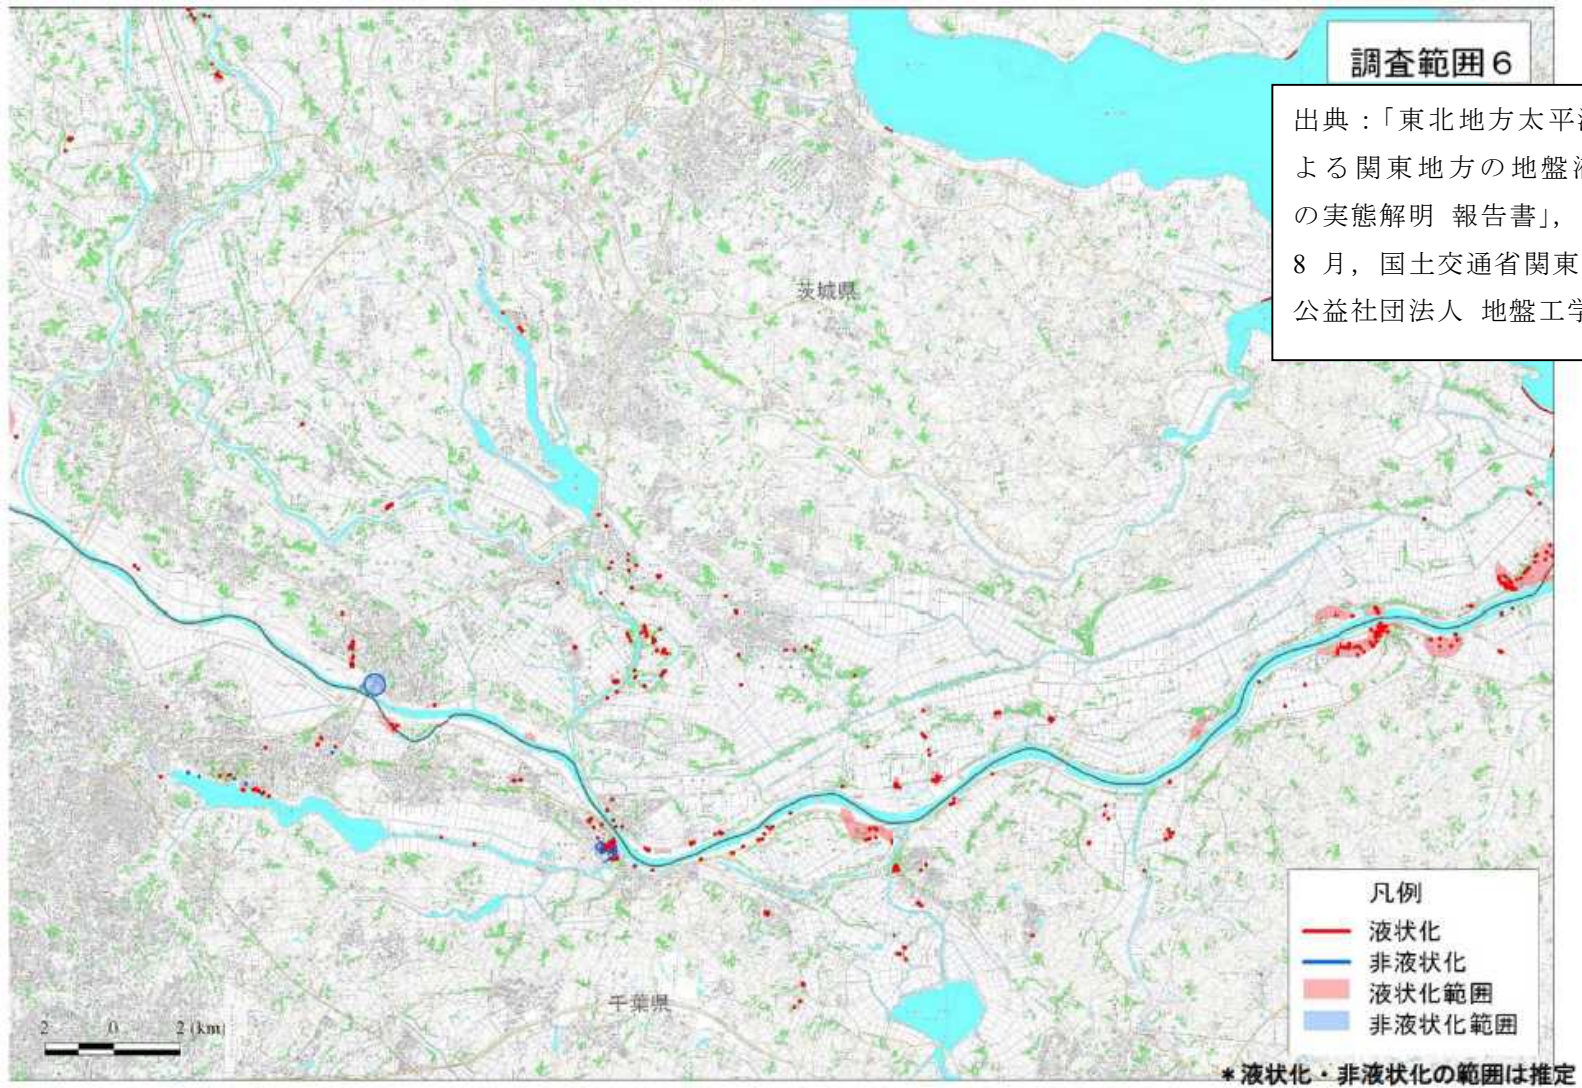 調査範囲6
出典：「東北地方太平
よる関東地方の地盤
の実態解明 報告書」，
8 月，国土交通省関東
公益社団法人 地盤工学
茨城県
千葉県
凡例
液状化
非液状化
液状化範囲
非液状化範囲
2 0 2 (km)
＊液状化・非液状化の範囲は推定